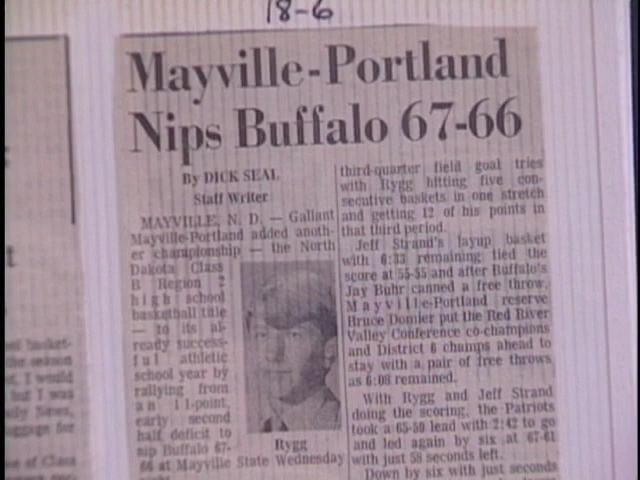 18-6
Mayville-Portland
Nips Buffalo 67-66
By DICK SEAL
Staff Writer
MAYVILLE, N. D. — Gallant
Mayville-Portland added anoth-
er championship — the North
Dakota Class
B Region 2
high school
basketball title
— to its al-
ready success-
ful athletic
school year by
rallying from
an 11-point,
early second
half deficit to
nip Buffalo 67-
66 at Mayville State Wednesday
Rygg
third-quarter field goal tries
with Rygg hitting five con-
secutive baskets in one stretch
and getting 12 of his points in
that third period.
Jeff Strand's layup basket
with 6:33 remaining tied the
score at 55-55 and after Buffalo's
Jay Buhr canned a free throw,
Mayville-Portland reserve
Bruce Domier put the Red River
Valley Conference co-champions
and District 6 champs ahead to
stay with a pair of free throws
as 6:08 remained.
With Rygg and Jeff Strand
doing the scoring, the Patriots
took a 65-59 lead with 2:42 to go
and led again by six at 67-61
with just 58 seconds left.
Down by six with just seconds